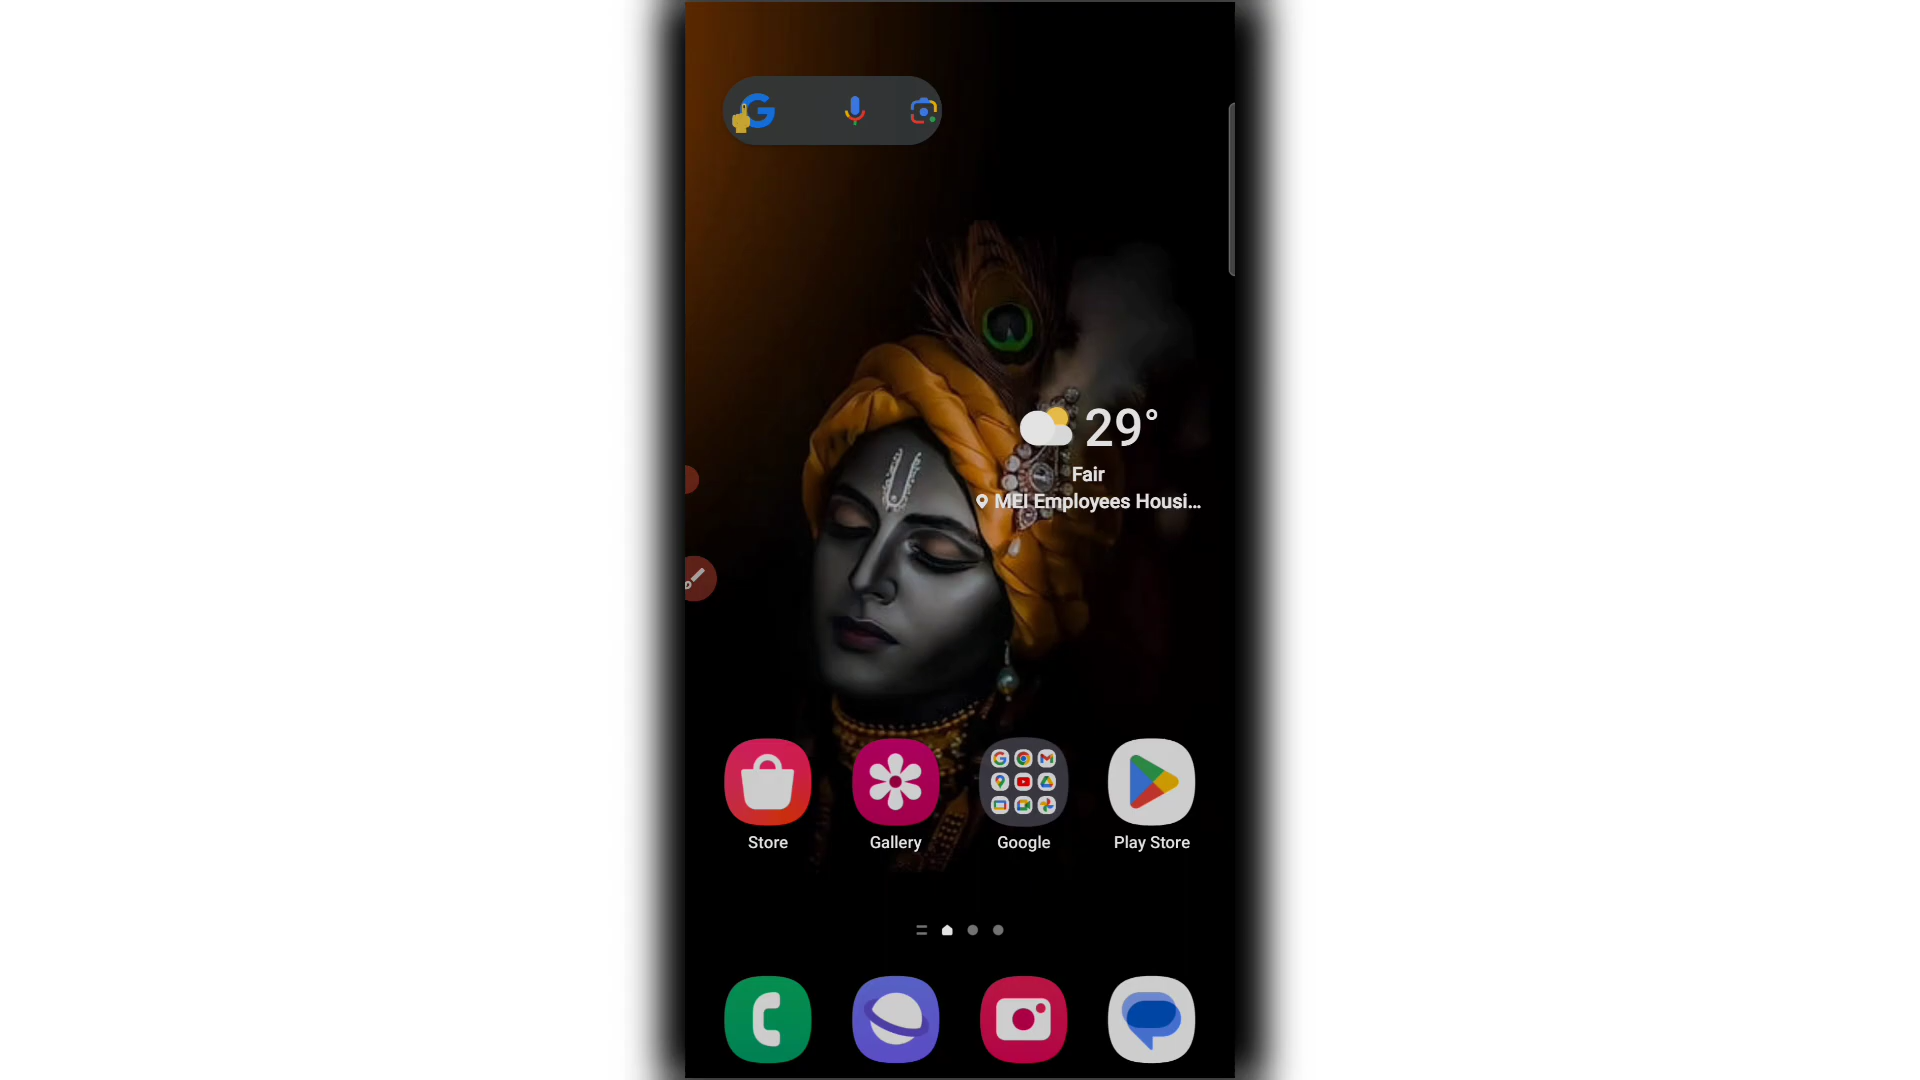 29°
Fair
MEI Employees Housi...
Store
Gallery
Google
Play Store